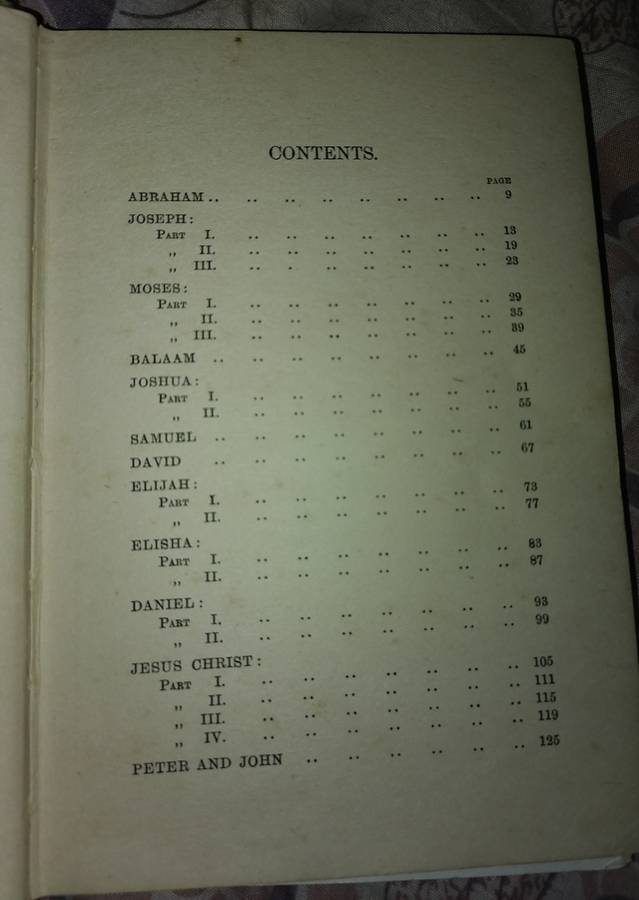 CONTENTS.
PAGE
ABRAHAM .. .. .. .. .. .. .. .. 9
JOSEPH:
PART I. .. .. .. .. .. .. .. 13
„ II. .. .. .. .. .. .. .. 19
„ III. .. . .. .. .. .. .. 23
MOSES:
PART I. .. .. .. .. .. .. .. 29
„ II. .. .. .. .. .. .. .. 35
„ III. .. .. .. .. .. .. .. 39
BALAAM .. .. .. .. .. .. .. .. 45
JOSHUA:
PART I. .. .. .. .. .. .. .. 51
„ II. .. .. .. .. .. .. .. 55
SAMUEL .. .. .. .. .. .. .. .. 61
DAVID .. .. .. .. .. .. .. .. 67
ELIJAH:
PART I. .. .. .. .. .. .. .. 73
„ II. .. .. .. .. .. .. .. 77
ELISHA:
PART I. .. .. .. .. .. .. .. 83
„ II. .. .. .. .. .. .. .. 87
DANIEL:
PART I. .. .. .. .. .. .. .. 93
„ II. .. .. .. .. .. .. .. 99
JESUS CHRIST:
PART I. .. .. .. .. .. .. .. 105
„ II. .. .. .. .. .. .. .. 111
„ III. .. .. .. .. .. .. .. 115
„ IV. .. .. .. .. .. .. .. 119
PETER AND JOHN .. .. .. .. .. .. 125